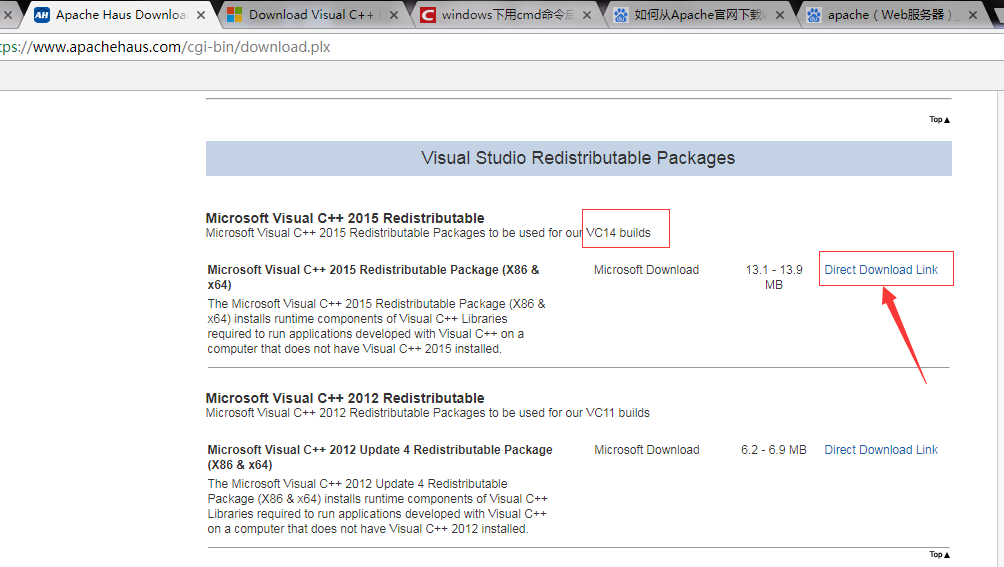 Apache Haus Downloa
Download Visual C++
windows下用cmd命令启
如何从Apache官网下载w
apache（Web服务器）_
ps://www.apachehaus.com/cgi-bin/download.plx
Top▲
Visual Studio Redistributable Packages
Microsoft Visual C++ 2015 Redistributable
Microsoft Visual C++ 2015 Redistributable Packages to be used for our VC14 builds
Microsoft Visual C++ 2015 Redistributable Package (X86 &
x64)
Microsoft Download
13.1 - 13.9
MB
Direct Download Link
The Microsoft Visual C++ 2015 Redistributable Package (X86 &
x64) installs runtime components of Visual C++ Libraries
required to run applications developed with Visual C++ on a
computer that does not have Visual C++ 2015 installed.
Microsoft Visual C++ 2012 Redistributable
Microsoft Visual C++ 2012 Redistributable Packages to be used for our VC11 builds
Microsoft Visual C++ 2012 Update 4 Redistributable Package
(X86 & x64)
Microsoft Download
6.2 - 6.9 MB
Direct Download Link
The Microsoft Visual C++ 2012 Update 4 Redistributable
Package (X86 & x64) installs runtime components of Visual C++
Libraries required to run applications developed with Visual C++
on a computer that does not have Visual C++ 2012 installed.
Top▲